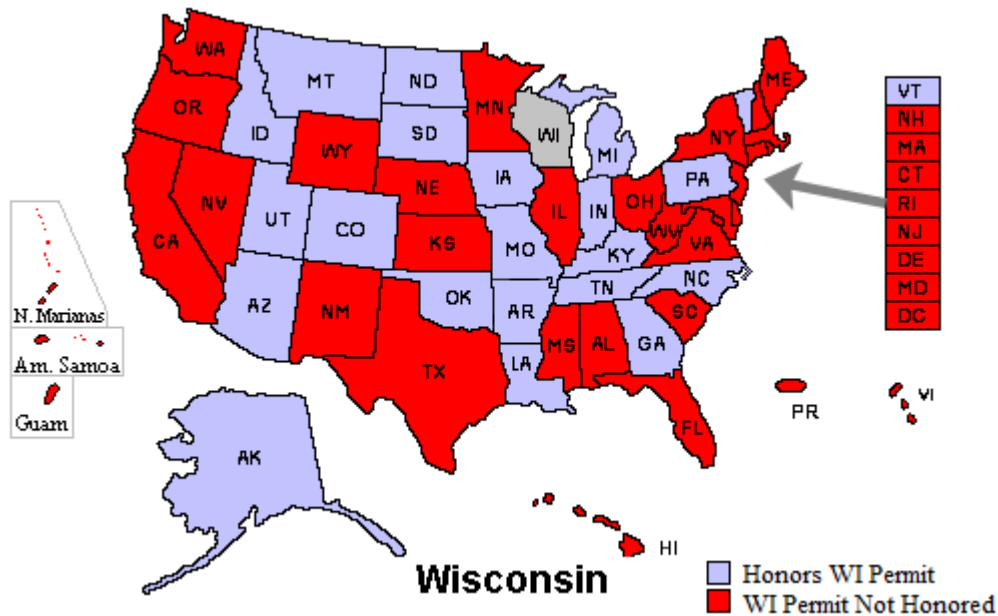 WA
MT
ND
MN
ME
VT
OR
ID
SD
WI
MI
NY
NH
WY
MA
IA
PA
CT
NE
NV
UT
CO
IL
IN
OH
RI
CA
KS
MO
WV
VA
NJ
KY
DE
NC
MD
TN
AZ
NM
OK
AR
DC
SC
N. Marianas
MS
AL
GA
Am. Samoa
LA
TX
Guam
PR
VI
FL
AK
HI
Wisconsin
Honors WI Permit
WI Permit Not Honored